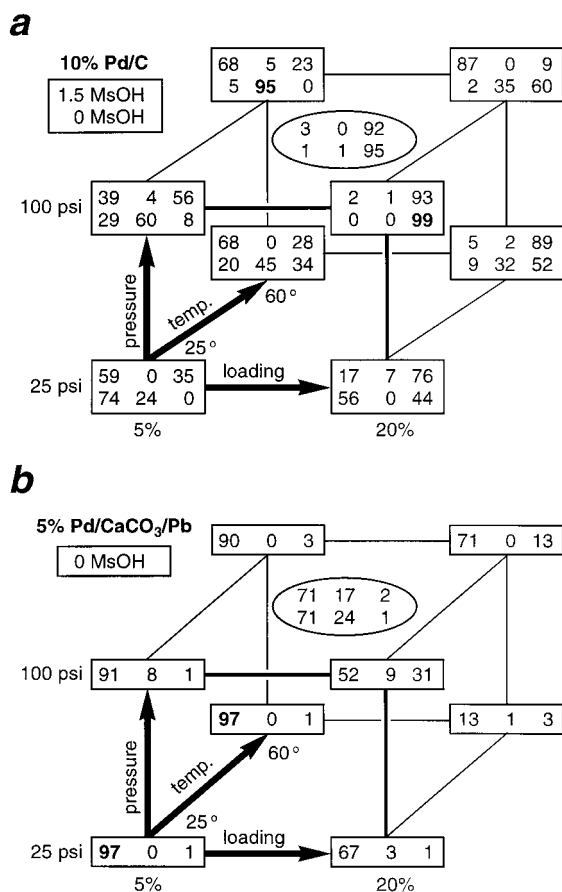 a
10% Pd/C
1.5 MsOH
0 MsOH
68 5 23
5 95 0
87 0 9
2 35 60
3 0 92
1 1 95
100 psi
39 4 56
29 60 8
2 1 93
0 0 99
68 0 28
20 45 34
5 2 89
9 32 52
pressure
temp.
60°
25°
loading
25 psi
59 0 35
74 24 0
17 7 76
56 0 44
5%
20%
b
5% Pd/CaCO₃/Pb
0 MsOH
90 0 3
71 0 13
71 17 2
71 24 1
100 psi
91 8 1
52 9 31
97 0 1
13 1 3
pressure
temp.
60°
25°
loading
25 psi
97 0 1
67 3 1
5%
20%